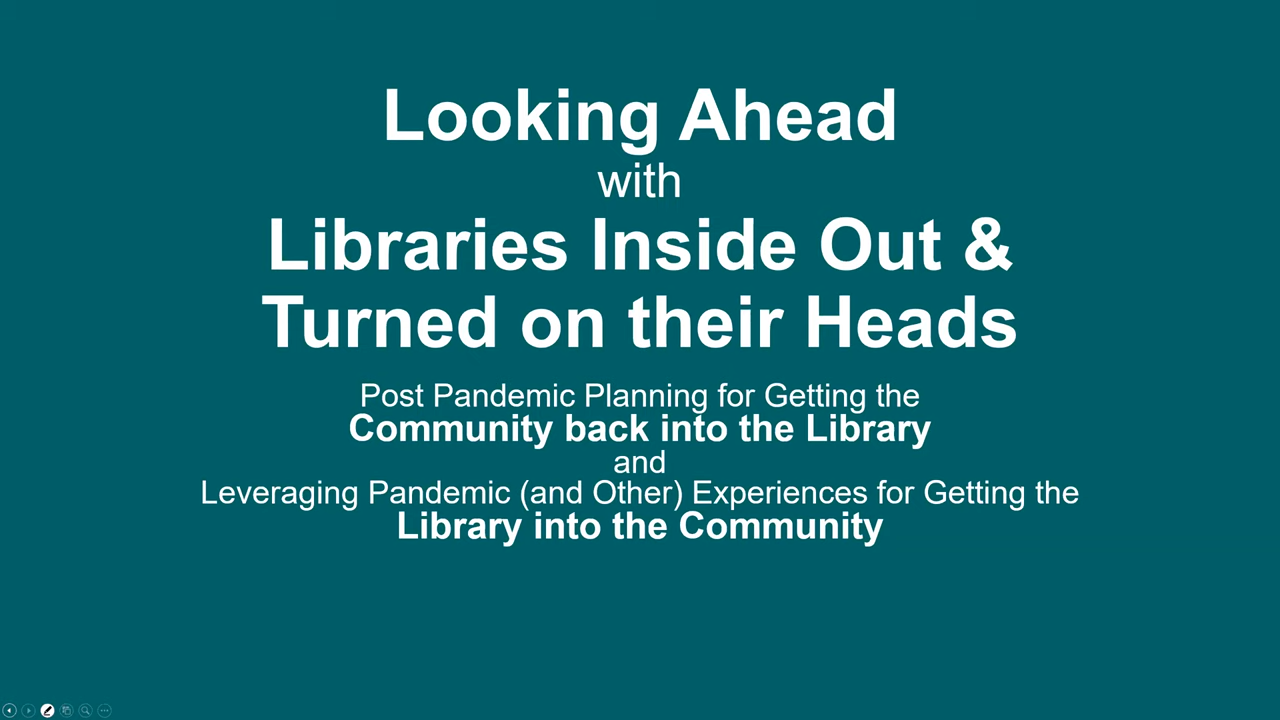 Looking Ahead
with
Libraries Inside Out &
Turned on their Heads
Post Pandemic Planning for Getting the
Community back into the Library
and
Leveraging Pandemic (and Other) Experiences for Getting the
Library into the Community